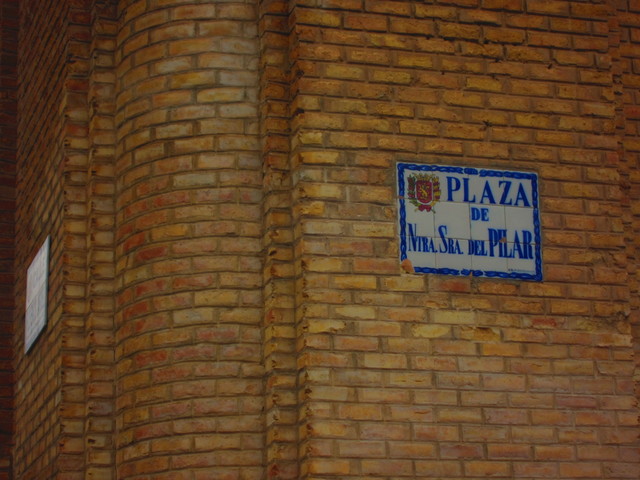 PLAZA
DE
NTRA. SRA. DEL PILAR